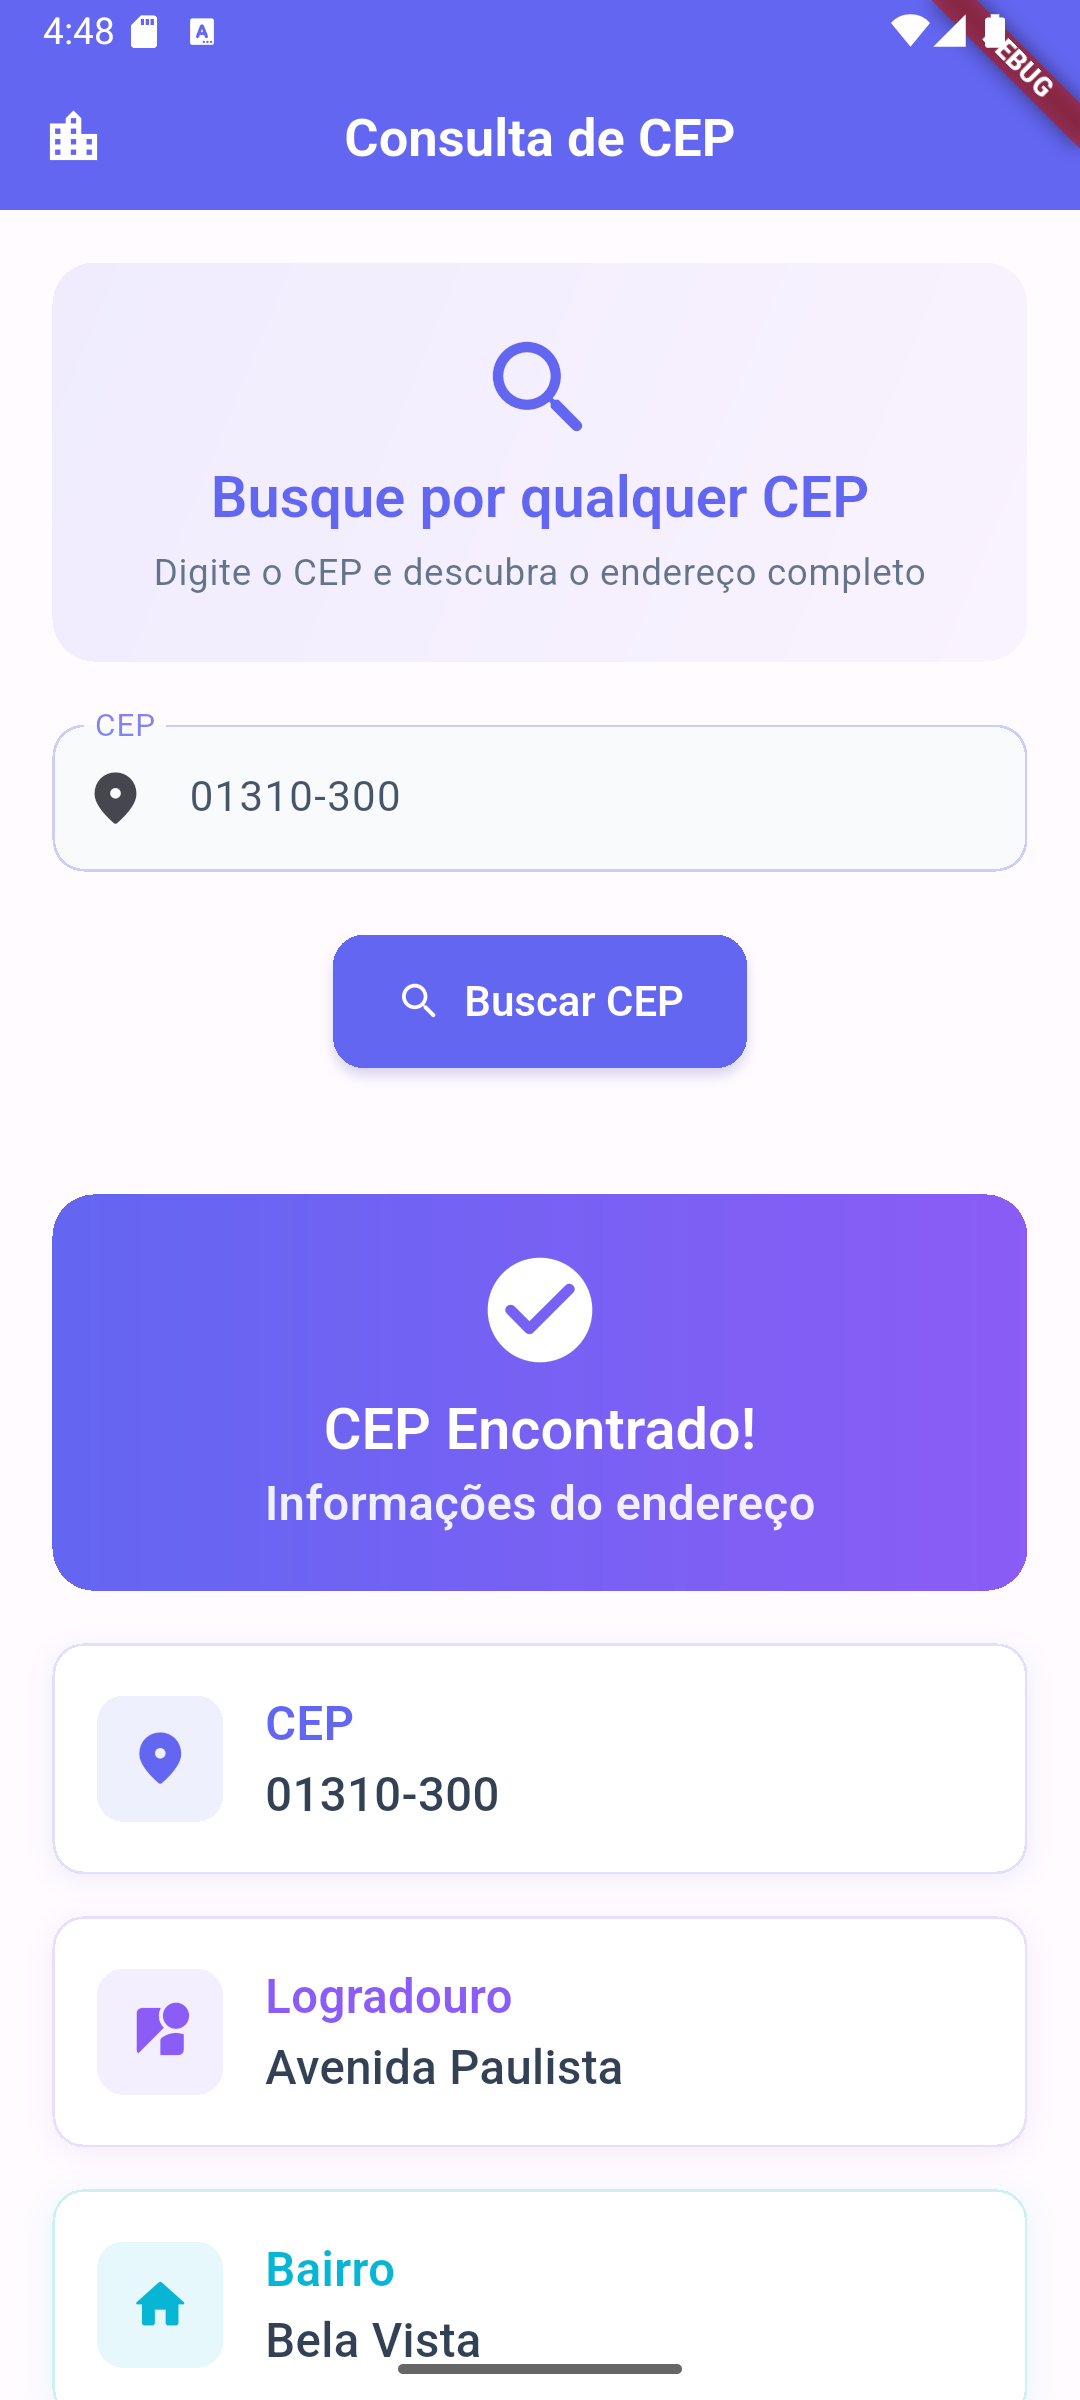 4:48
EBUG
Consulta de CEP
Busque por qualquer CEP
Digite o CEP e descubra o endereço completo
CEP
01310-300
Buscar CEP
CEP Encontrado!
Informações do endereço
CEP
01310-300
Logradouro
Avenida Paulista
Bairro
Bela Vista